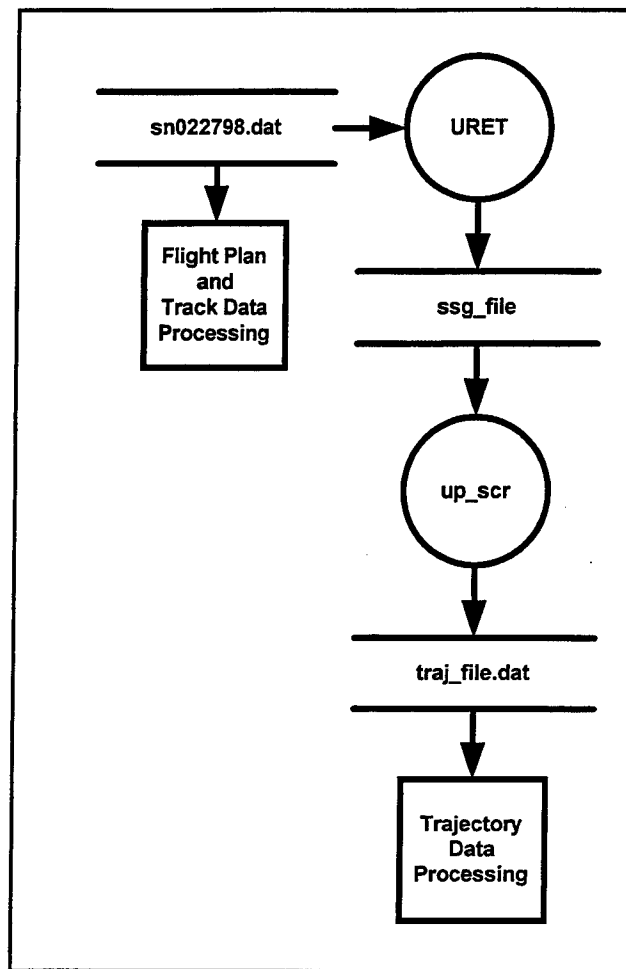 sn022798.dat
URET
Flight Plan
and
Track Data
Processing
ssg_file
up_scr
traj_file.dat
Trajectory
Data
Processing